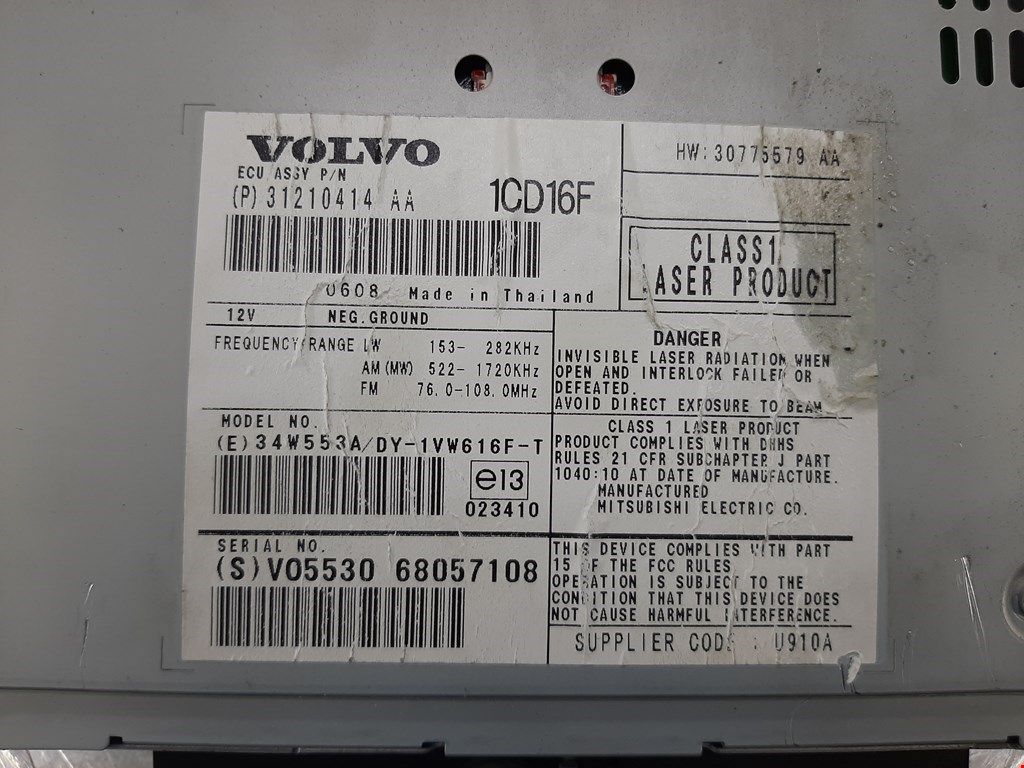 VOLVO
ECU ASSY P/N
(P) 31210414 AA
1CD16F
HW:30775579 AA
CLASS1
LASER PRODUCT
0608 Made in Thailand
12V NEG.GROUND
FREQUENCY RANGE LW 153- 282KHz
AM (MW) 522- 1720KHz
FM 76.0-108.0MHz
MODEL NO.
(E) 34W553A/DY-1VW616F-T
e13
023410
DANGER
INVISIBLE LASER RADIATION WHEN
OPEN AND INTERLOCK FAILED OR
DEFEATED.
AVOID DIRECT EXPOSURE TO BEAM
CLASS 1 LASER PRODUCT
PRODUCT COMPLIES WITH DHHS
RULES 21 CFR SUBCHAPTER J PART
1040:10 AT DATE OF MANUFACTURE.
MANUFACTURED
MITSUBISHI ELECTRIC CO.
SERIAL NO.
(S) V05530 68057108
THIS DEVICE COMPLIES WITH PART
15 OF THE FCC RULES
OPERATION IS SUBJECT TO THE
CONDITION THAT THIS DEVICE DOES
NOT CAUSE HARMFUL INTERFERENCE.
SUPPLIER CODE : U910A